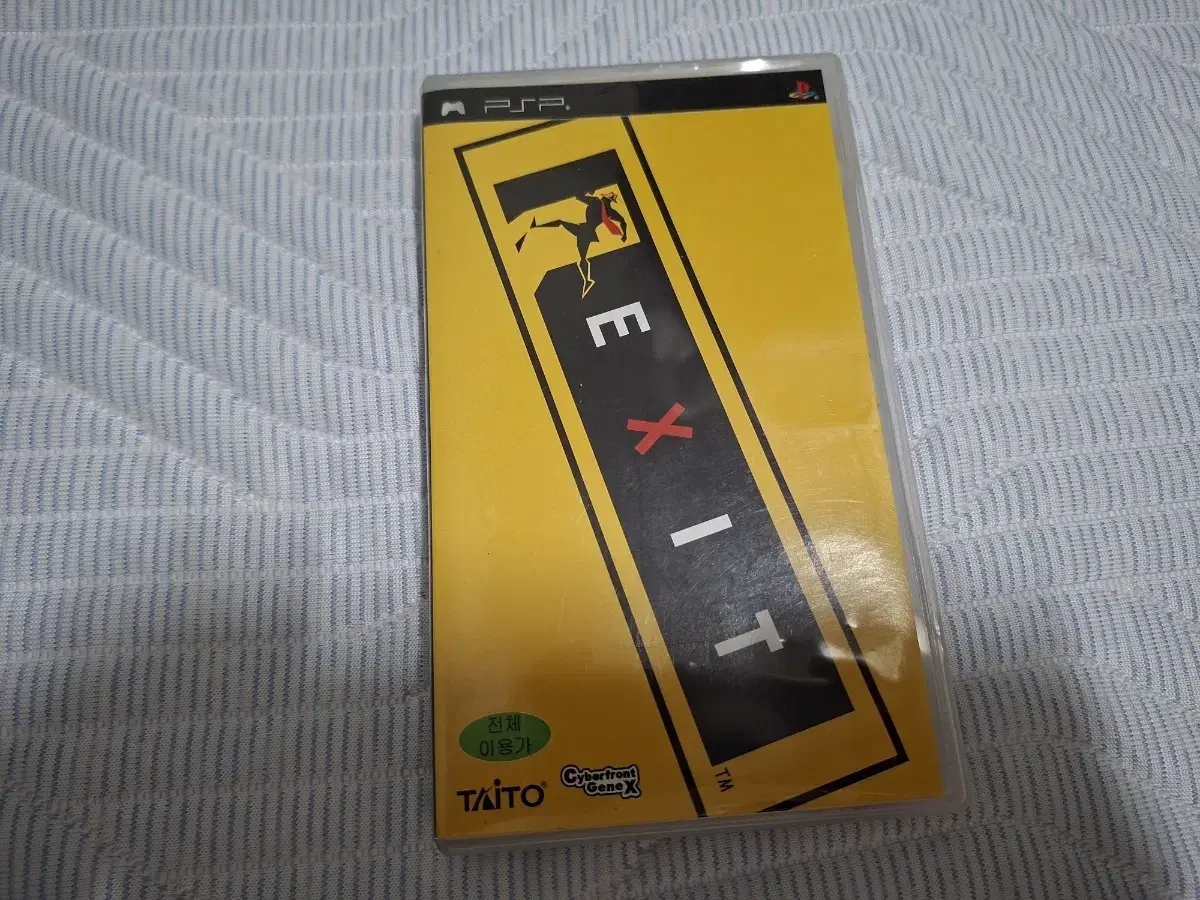 PSP®
EXIT
TM
전체
이용가
TAITO®
Cyberfront
GeneX